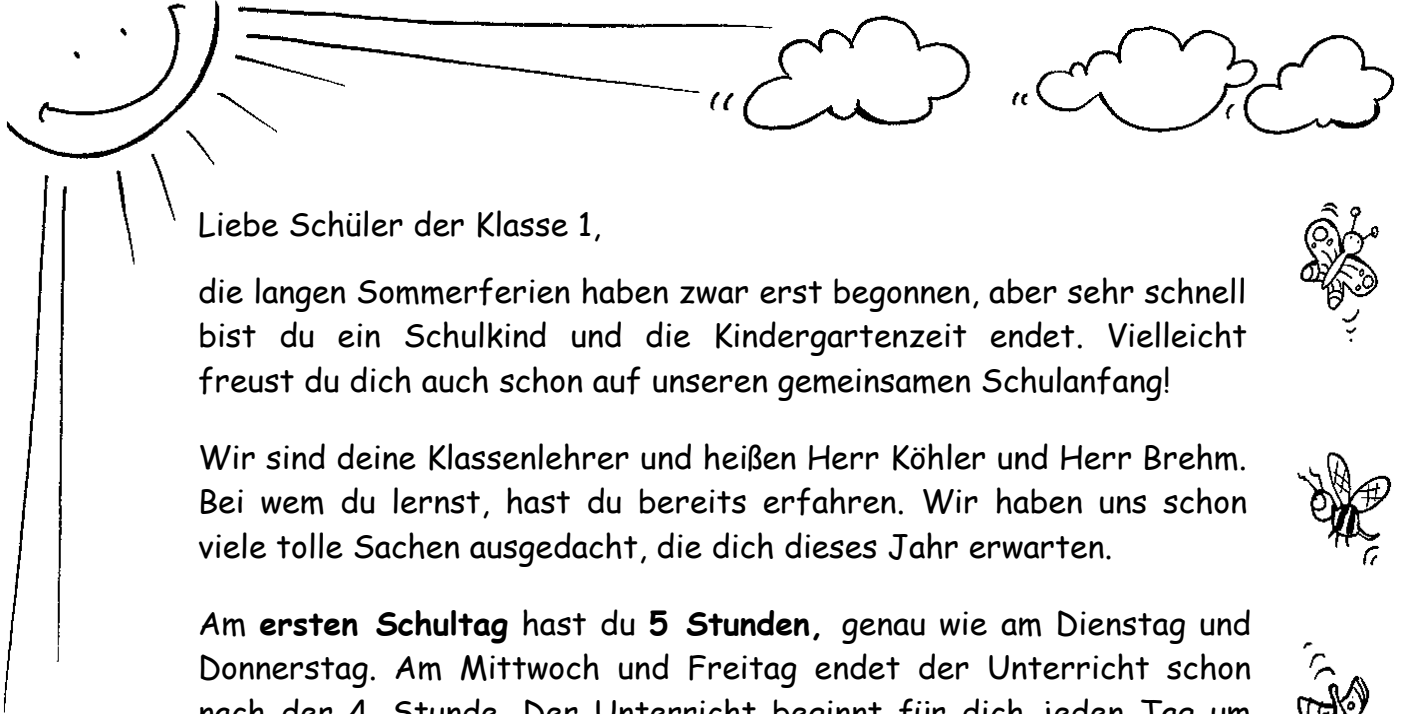 Liebe Schüler der Klasse 1,
die langen Sommerferien haben zwar erst begonnen, aber sehr schnell
bist du ein Schulkind und die Kindergartenzeit endet. Vielleicht
freust du dich auch schon auf unseren gemeinsamen Schulanfang!
Wir sind deine Klassenlehrer und heißen Herr Köhler und Herr Brehm.
Bei wem du lernst, hast du bereits erfahren. Wir haben uns schon
viele tolle Sachen ausgedacht, die dich dieses Jahr erwarten.
Am ersten Schultag hast du 5 Stunden, genau wie am Dienstag und
Donnerstag. Am Mittwoch und Freitag endet der Unterricht schon
nach der 4. Stunde. Der Unterricht beginnt für dich jeden Tag um